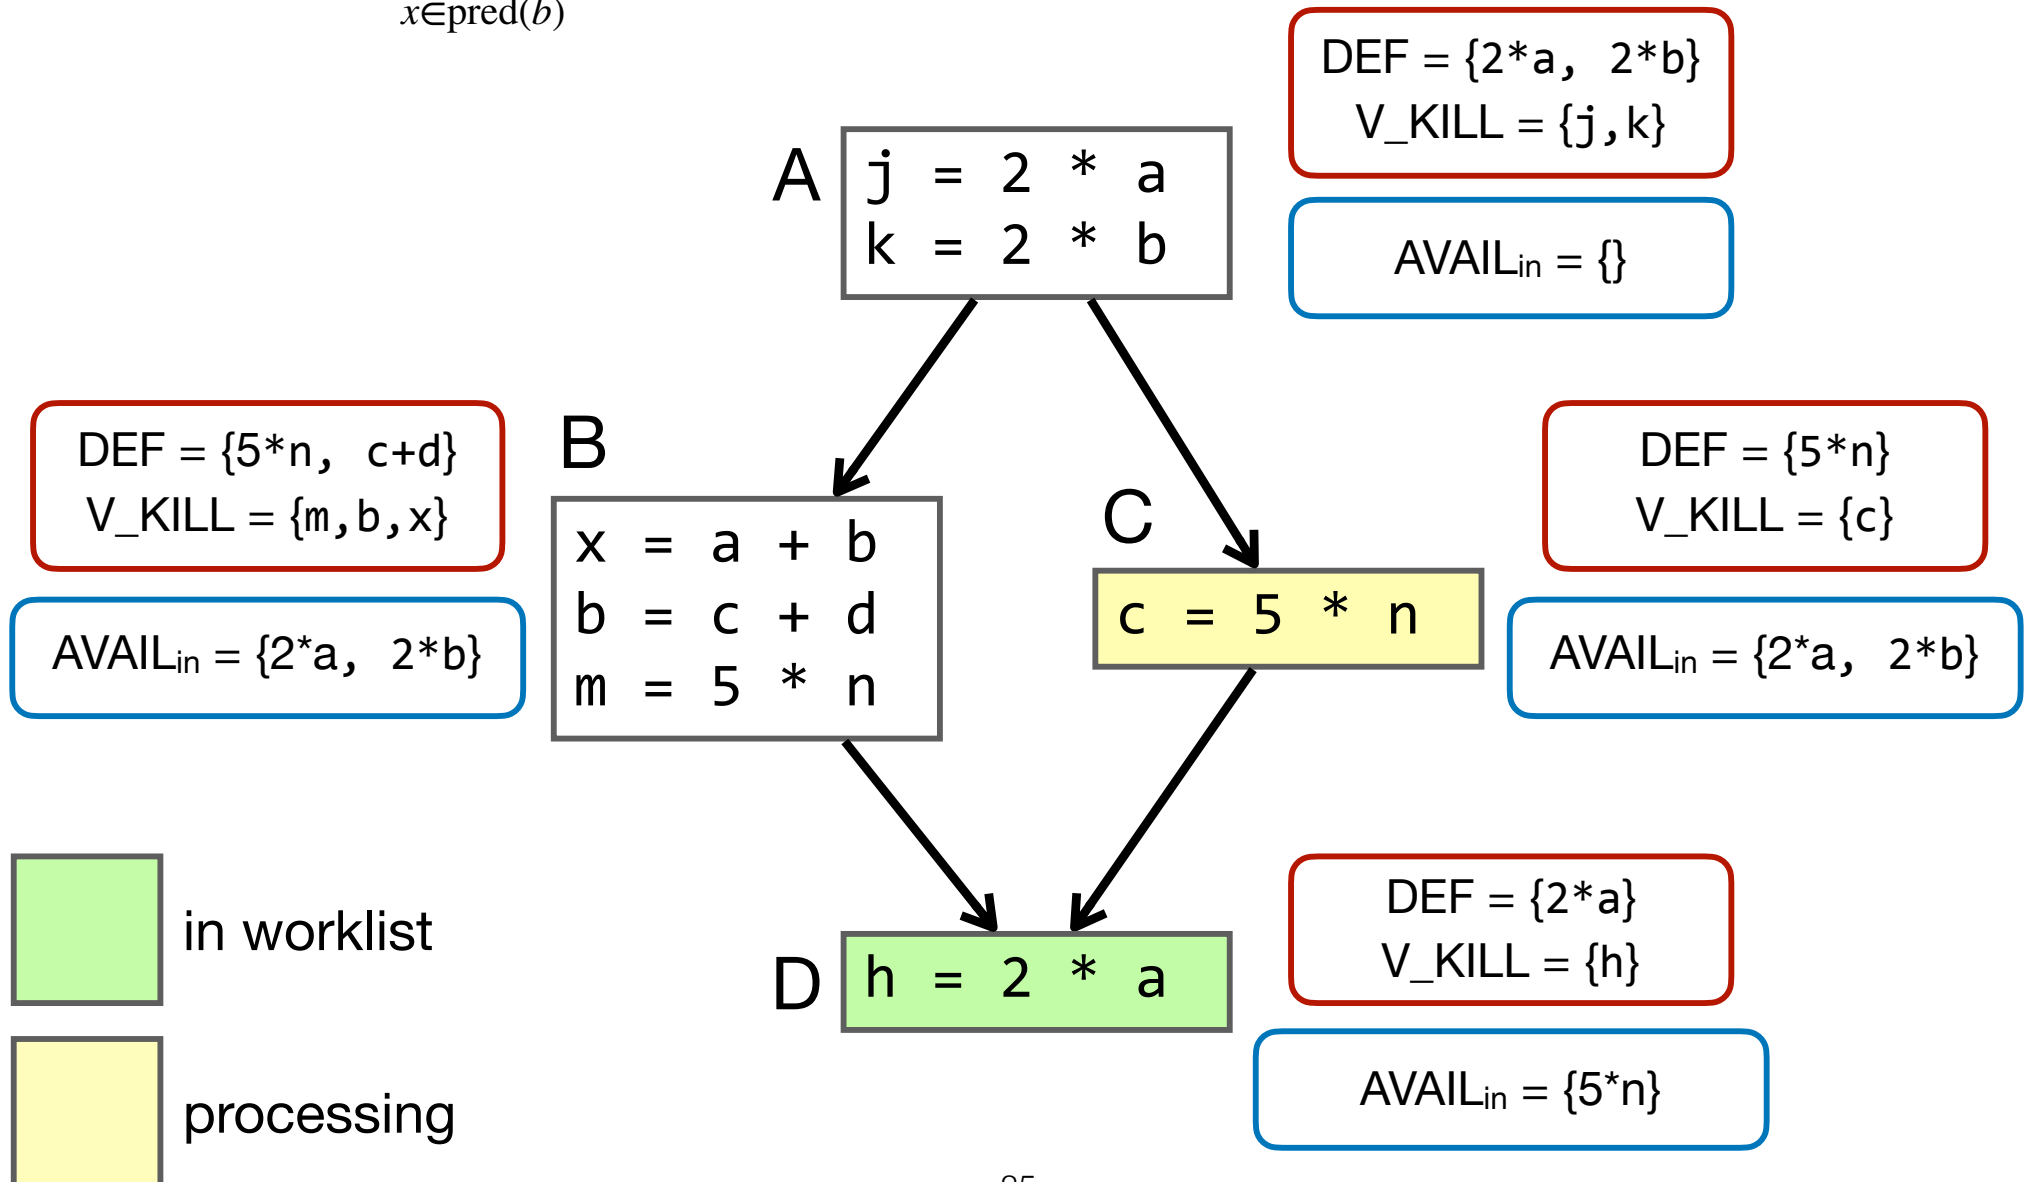 x∈pred(b)
DEF = {2*a, 2*b}
V_KILL = {j,k}
A
j = 2 * a
k = 2 * b
AVAILin = {}
DEF = {5*n, c+d}
V_KILL = {m,b,x}
B
DEF = {5*n}
V_KILL = {c}
C
x = a + b
b = c + d
m = 5 * n
c = 5 * n
AVAILin = {2*a, 2*b}
AVAILin = {2*a, 2*b}
in worklist
D
h = 2 * a
DEF = {2*a}
V_KILL = {h}
processing
AVAILin = {5*n}